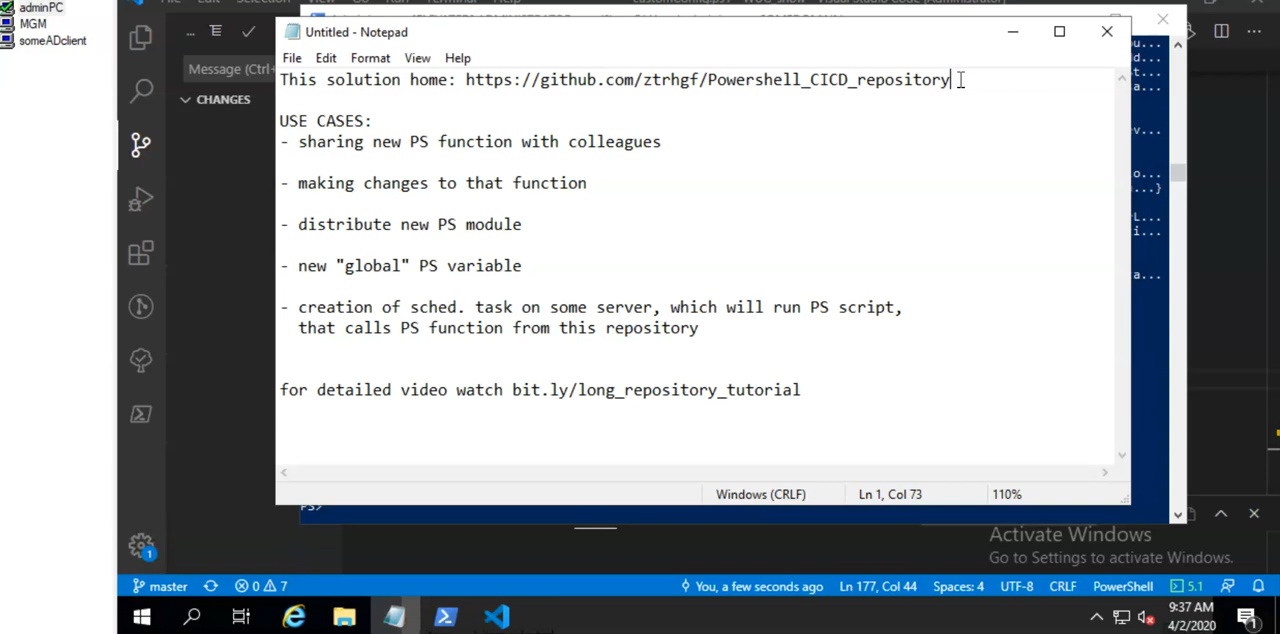 adminPC
MGM
someADclient
Message (Ctrl+
CHANGES
Untitled - Notepad
File Edit Format View Help
This solution home: https://github.com/ztrhgf/Powershell_CICD_repository
USE CASES:
- sharing new PS function with colleagues
- making changes to that function
- distribute new PS module
- new "global" PS variable
- creation of sched. task on some server, which will run PS script,
that calls PS function from this repository
for detailed video watch bit.ly/long_repository_tutorial
Windows (CRLF) Ln 1, Col 73 110%
PS>
Activate Windows
Go to Settings to activate Windows.
1
master 0 7 You, a few seconds ago Ln 177, Col 44 Spaces: 4 UTF-8 CRLF PowerShell 5.1
9:37 AM
4/2/2020
1